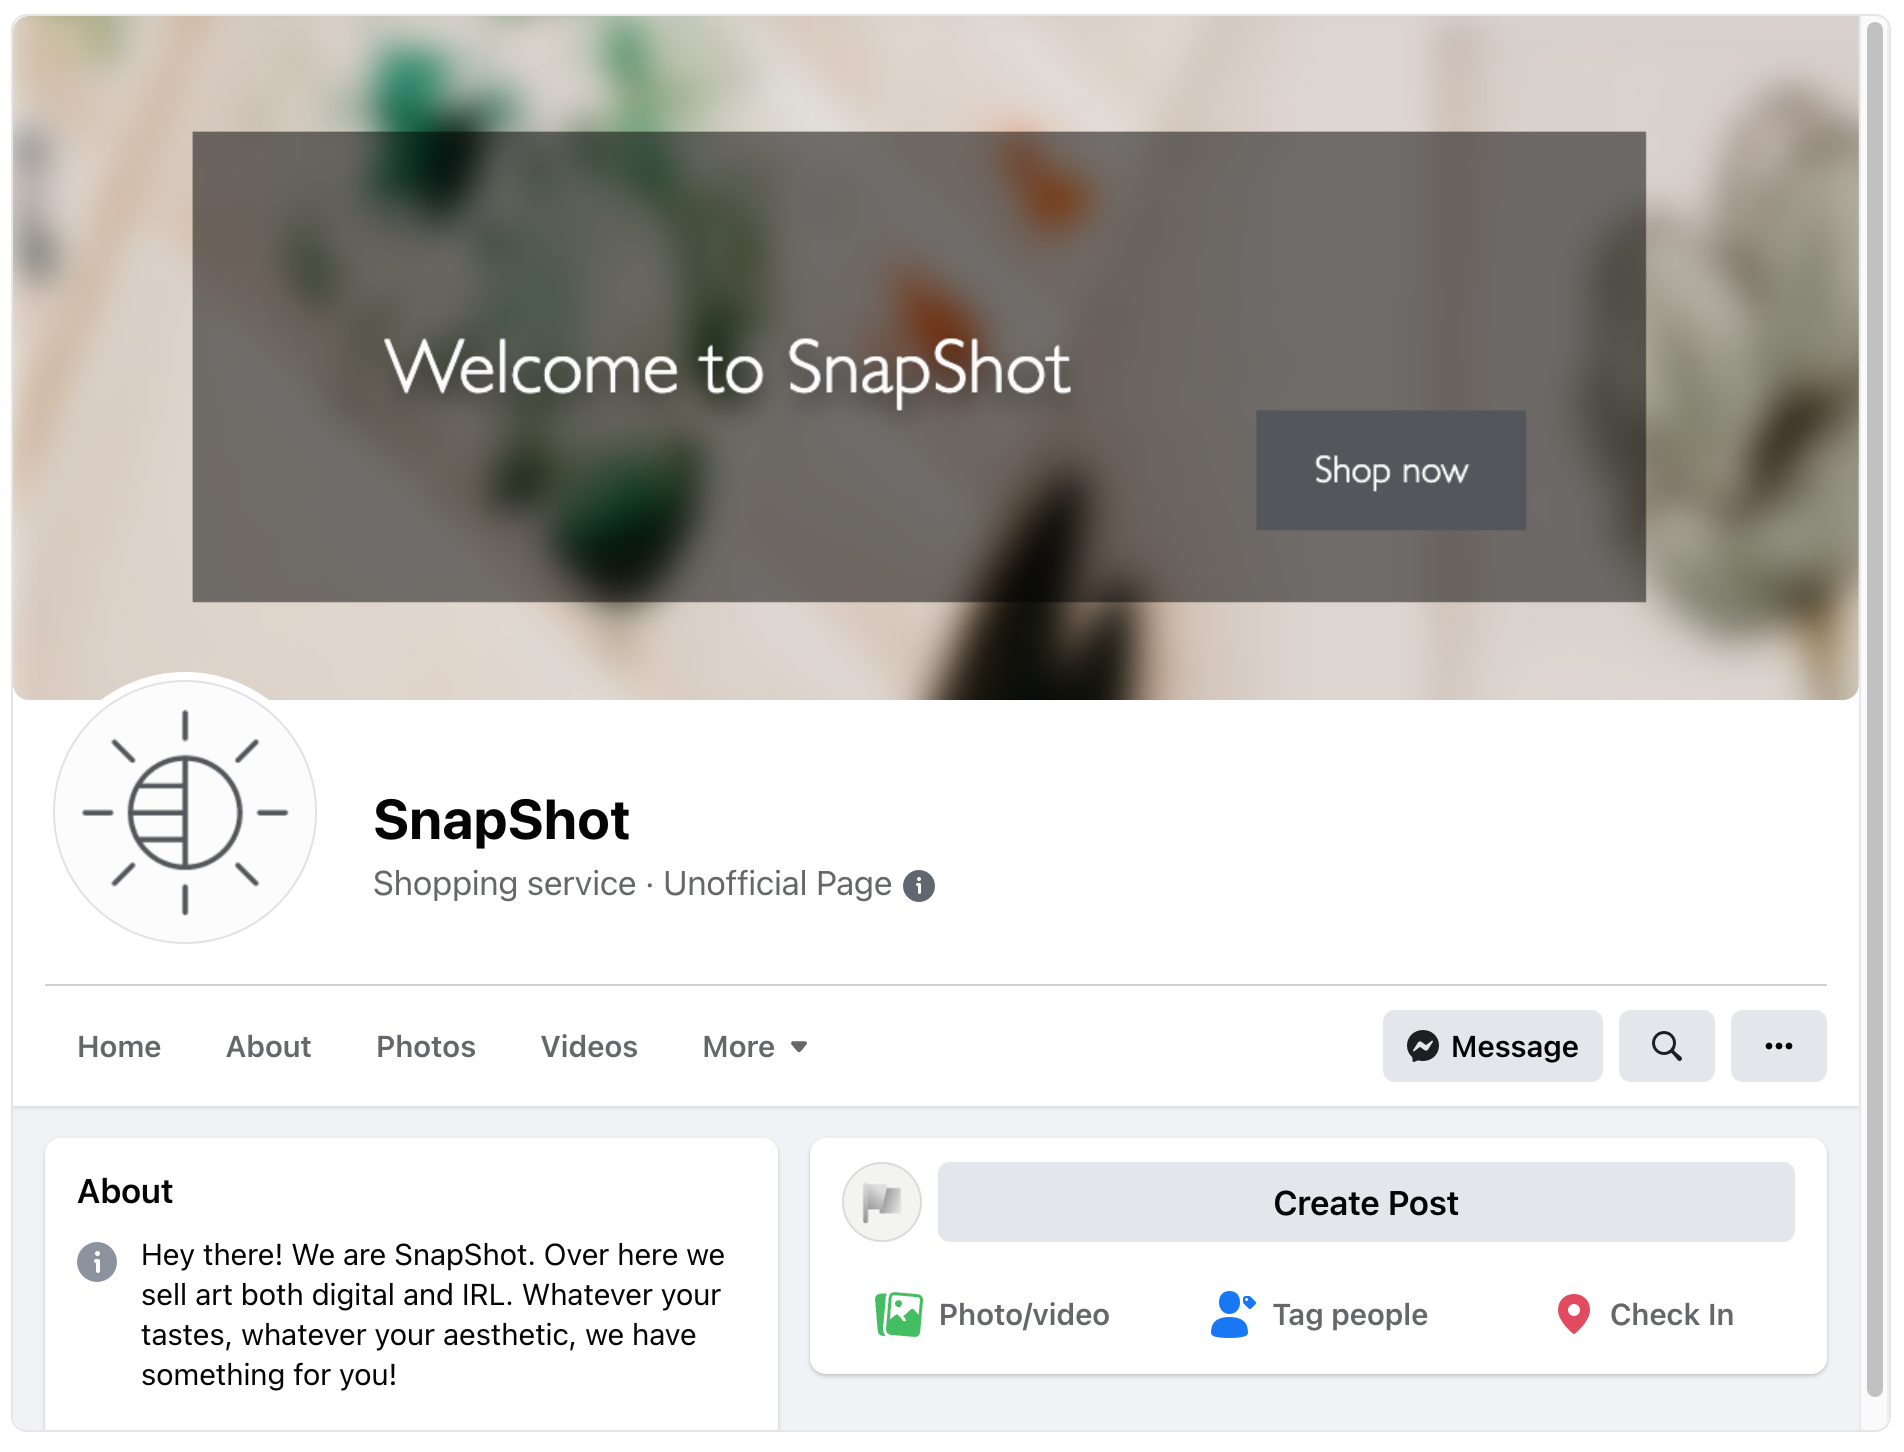 Welcome to SnapShot
Shop now
SnapShot
Shopping service · Unofficial Page
Home About Photos Videos More
Message
About
Hey there! We are SnapShot. Over here we
sell art both digital and IRL. Whatever your
tastes, whatever your aesthetic, we have
something for you!
Create Post
Photo/video Tag people Check In